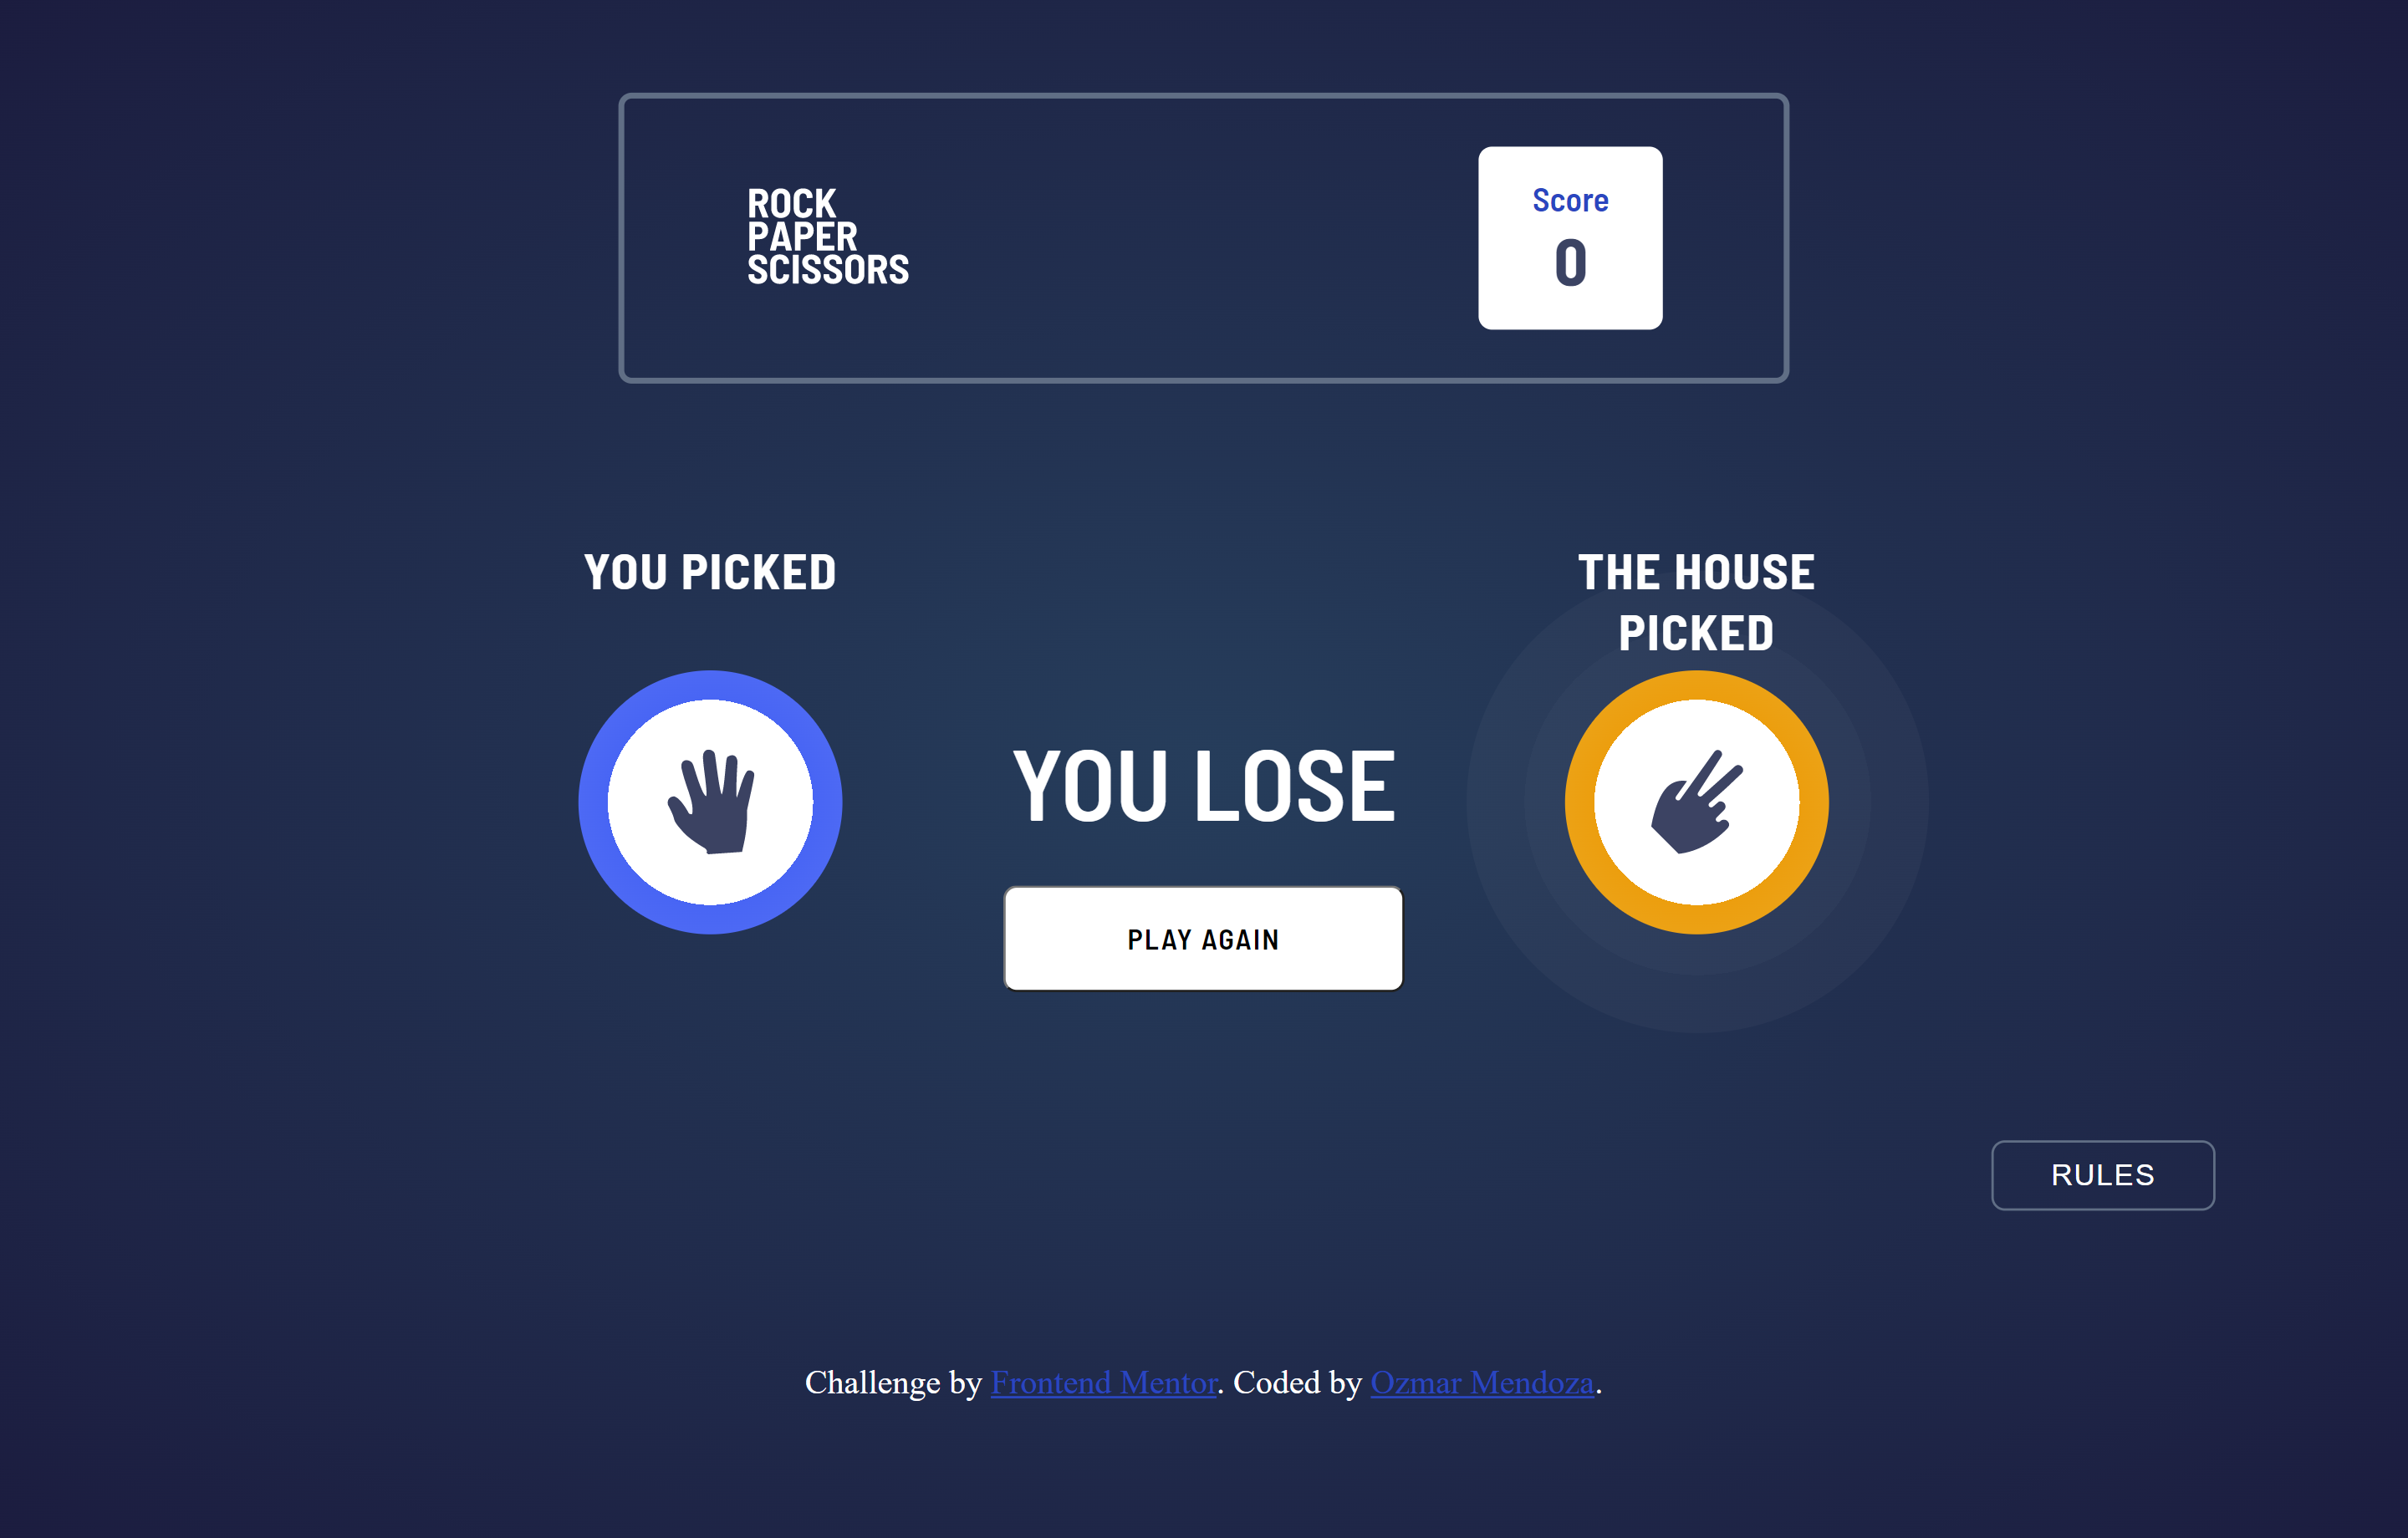 ROCK
PAPER
SCISSORS
Score
0
YOU PICKED
THE HOUSE
PICKED
YOU LOSE
PLAY AGAIN
RULES
Challenge by Frontend Mentor. Coded by Ozmar Mendoza.